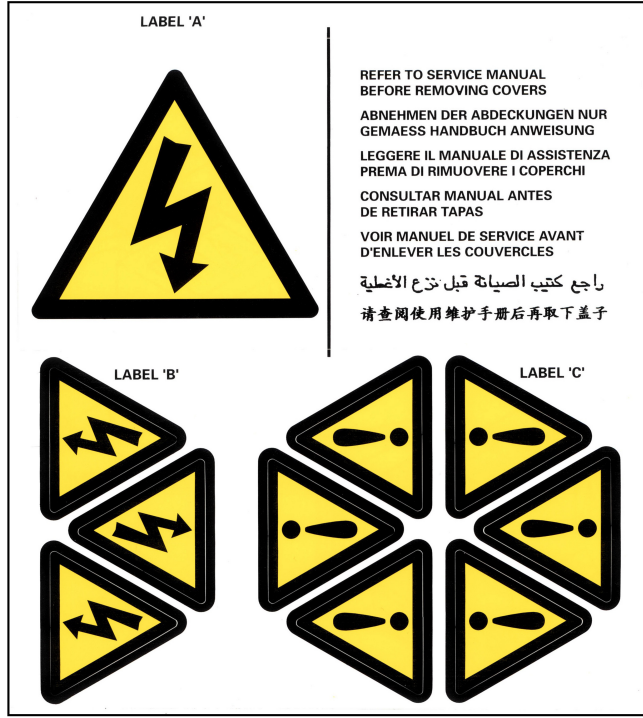 LABEL 'A'
REFER TO SERVICE MANUAL
BEFORE REMOVING COVERS
ABNEHMEN DER ABDECKUNGEN NUR
GEMAESS HANDBUCH ANWEISUNG
LEGGERE IL MANUALE DI ASSISTENZA
PREMA DI RIMUOVERE I COPERCHI
CONSULTAR MANUAL ANTES
DE RETIRAR TAPAS
VOIR MANUEL DE SERVICE AVANT
D'ENLEVER LES COUVERCLES
راجع كتيب الصيانة قبل نزع الأغطية
请查阅使用维护手册后再取下盖子
LABEL 'B'
LABEL 'C'